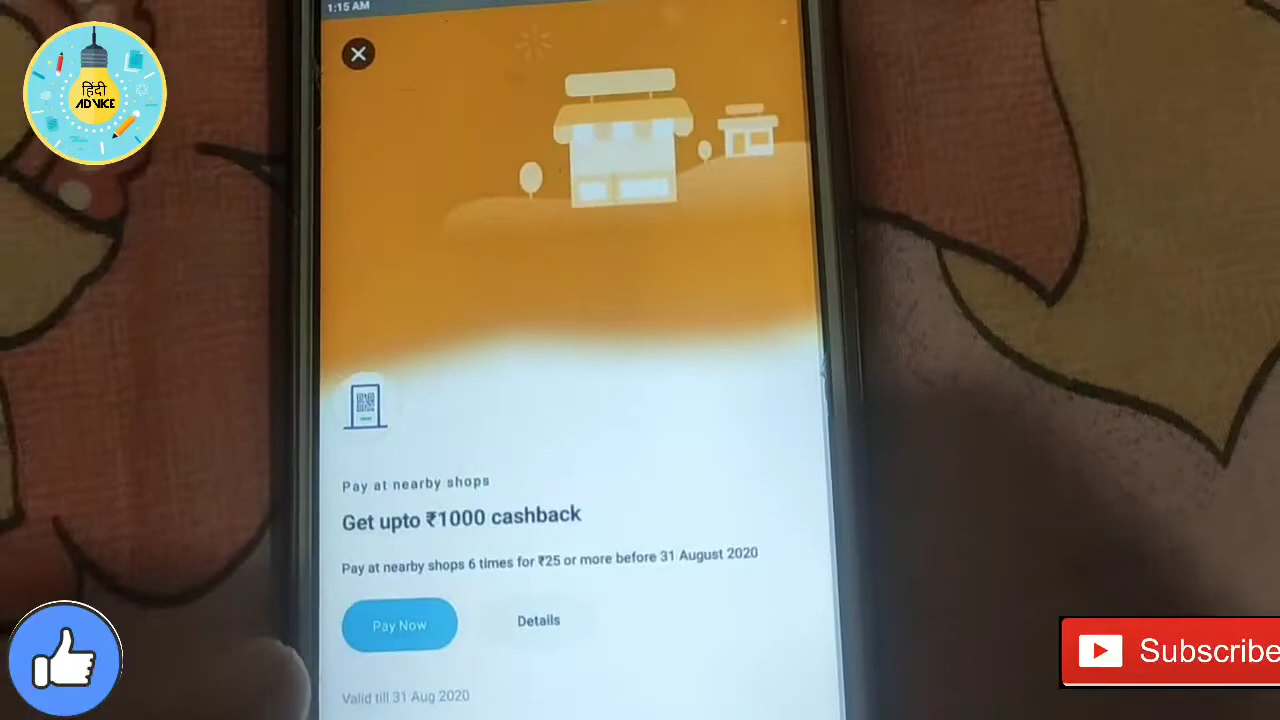 1:15 AM
हिंदी
ADVICE
Pay at nearby shops
Get upto ₹1000 cashback
Pay at nearby shops 6 times for ₹25 or more before 31 August 2020
Pay Now
Details
Valid till 31 Aug 2020
Subscribe